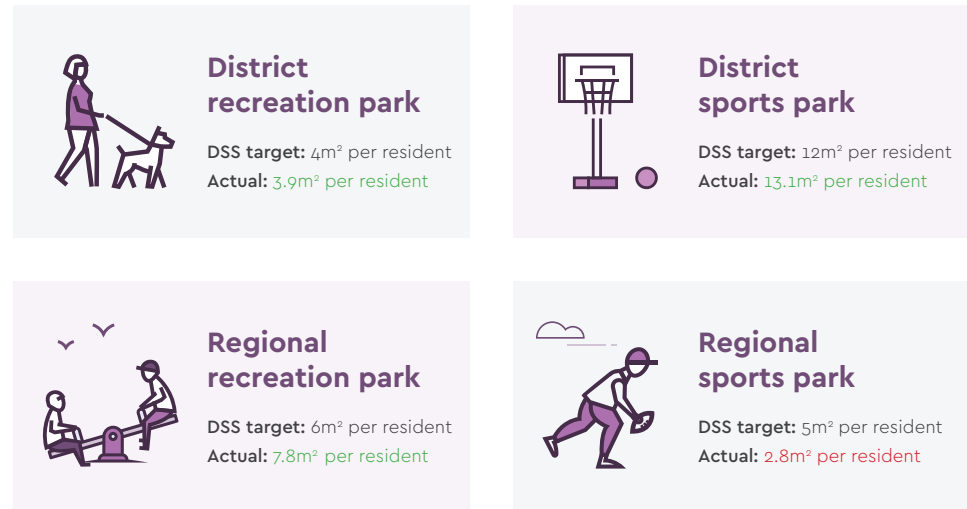 District
recreation park
DSS target: 4m² per resident
Actual: 3.9m² per resident
District
sports park
DSS target: 12m² per resident
Actual: 13.1m² per resident
Regional
recreation park
DSS target: 6m² per resident
Actual: 7.8m² per resident
Regional
sports park
DSS target: 5m² per resident
Actual: 2.8m² per resident